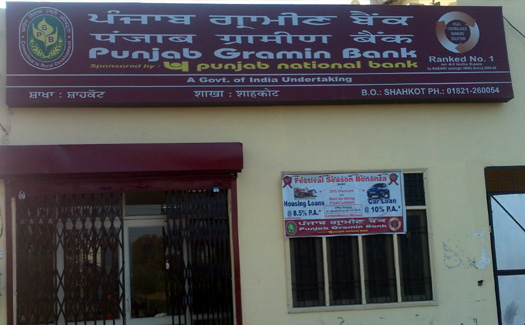 ਪੰਜਾਬ ਗ੍ਰਾਮੀਣ ਬੈਂਕ
पंजाब ग्रामीण बैंक
Punjab Gramin Bank
Sponsored by: punjab national bank
A Govt. of India Undertaking
Ranked No. 1
ਸ਼ਾਖਾ : ਸ਼ਾਹਕੋਟ
शाखा : शाहकोट
B.O.: SHAHKOT PH.: 01821-260054
Festival Season Bonanza
Housing Loans
@ 8.5% P.A.*
Car Loan
@ 10% P.A.*
ਪੰਜਾਬ ਗ੍ਰਾਮੀਣ ਬੈਂਕ
Punjab Gramin Bank